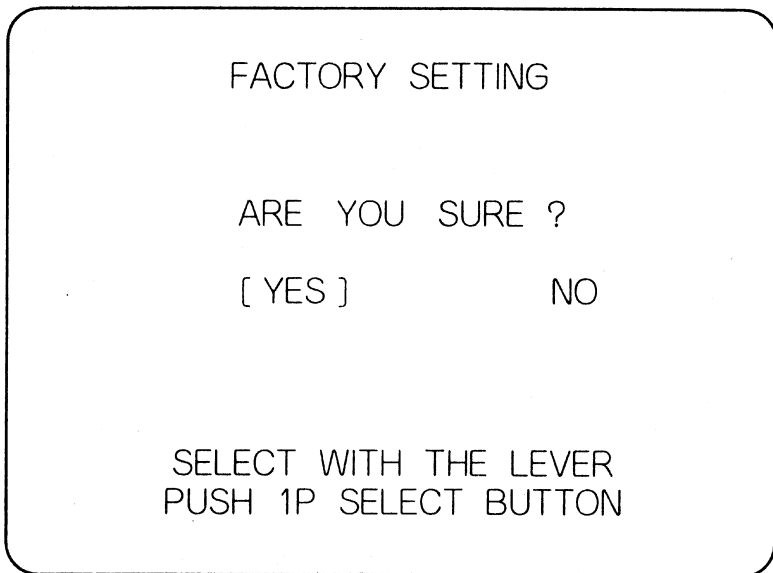 FACTORY SETTING
ARE YOU SURE ?
[ YES ] NO
SELECT WITH THE LEVER
PUSH 1P SELECT BUTTON